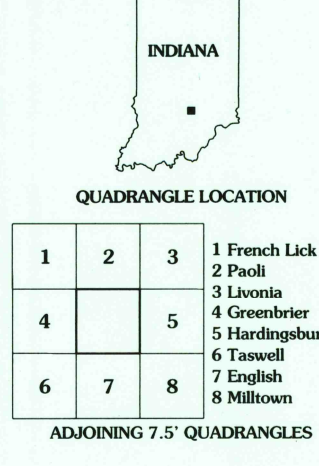 INDIANA
QUADRANGLE LOCATION
1 2 3
4 5
6 7 8
1 French Lick
2 Paoli
3 Livonia
4 Greenbrier
5 Hardingsbur
6 Taswell
7 English
8 Milltown
ADJOINING 7.5' QUADRANGLES